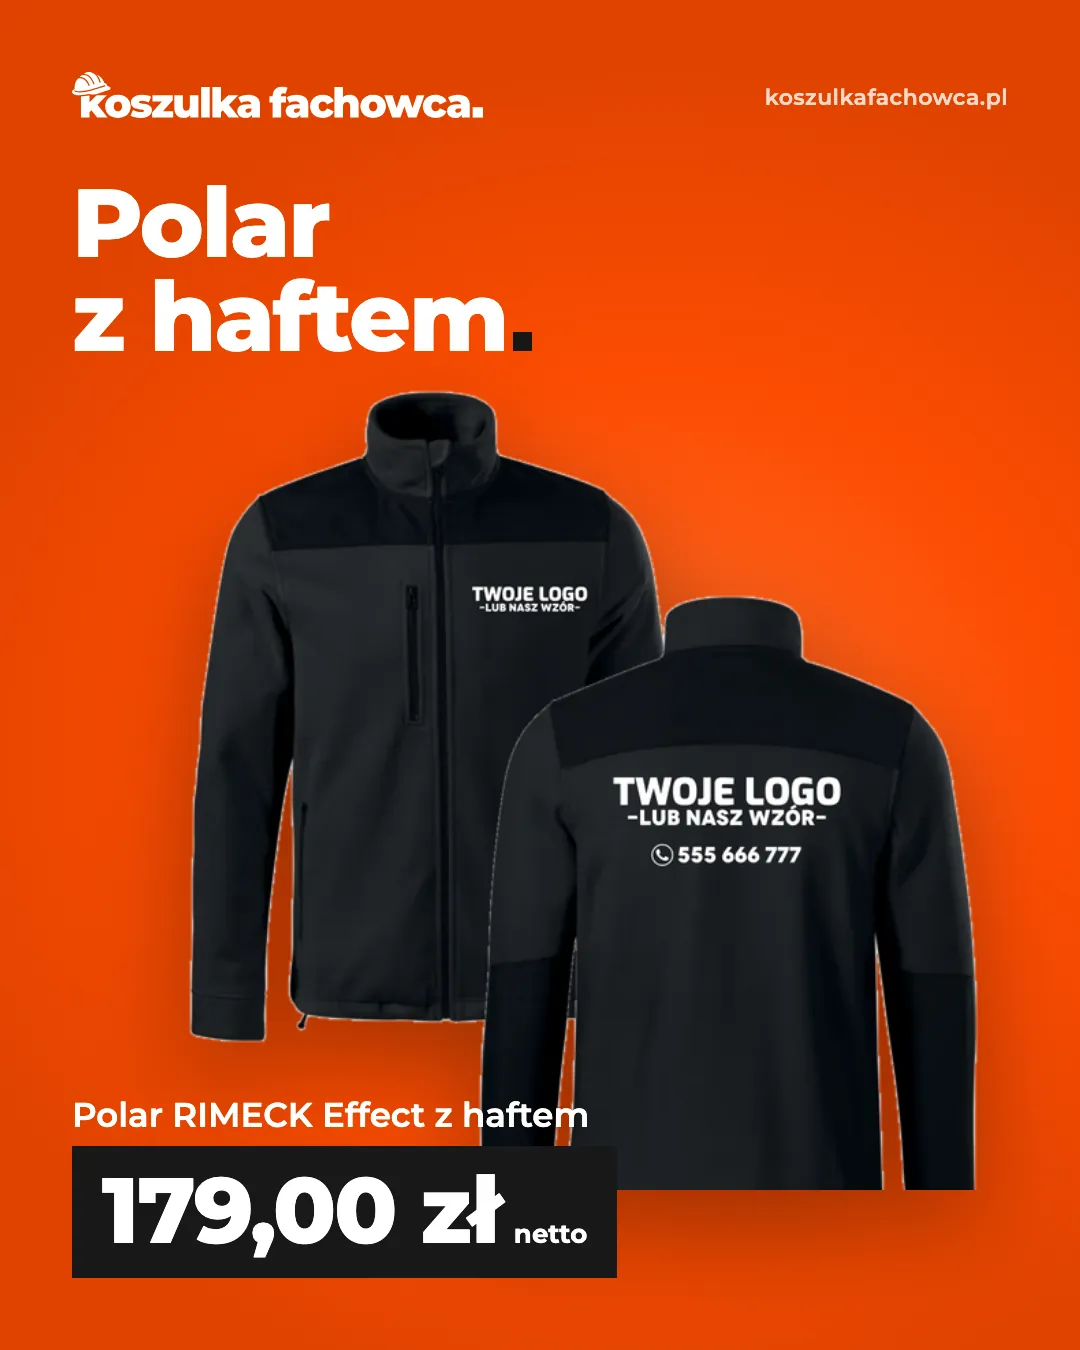 koszulka fachowca.
koszulkafachowca.pl
Polar
z haftem.
TWOJE LOGO
-LUB NASZ WZÓR-
TWOJE LOGO
-LUB NASZ WZÓR-
555 666 777
Polar RIMECK Effect z haftem
179,00 zł netto